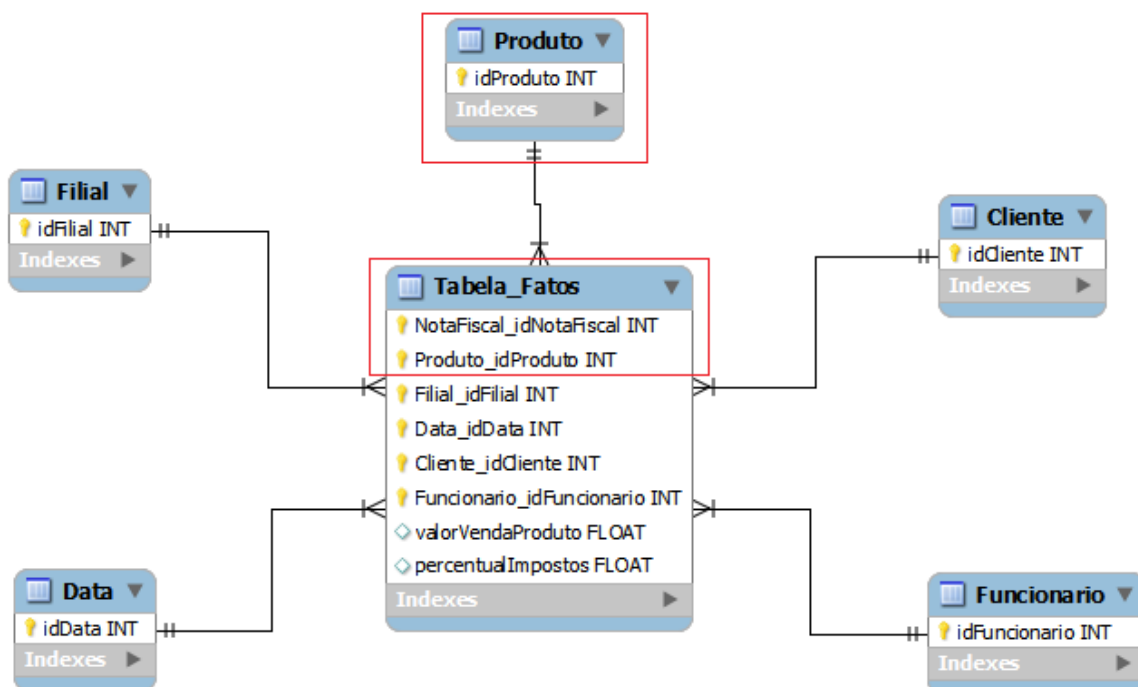 Produto
idProduto INT
Indexes
Filial
idFilial INT
Indexes
Cliente
idCliente INT
Indexes
Tabela_Fatos
NotaFiscal_idNotaFiscal INT
Produto_idProduto INT
Filial_idFilial INT
Data_idData INT
Cliente_idCliente INT
Funcionario_idFuncionario INT
valorVendaProduto FLOAT
percentualImpostos FLOAT
Indexes
Data
idData INT
Indexes
Funcionario
idFuncionario INT
Indexes